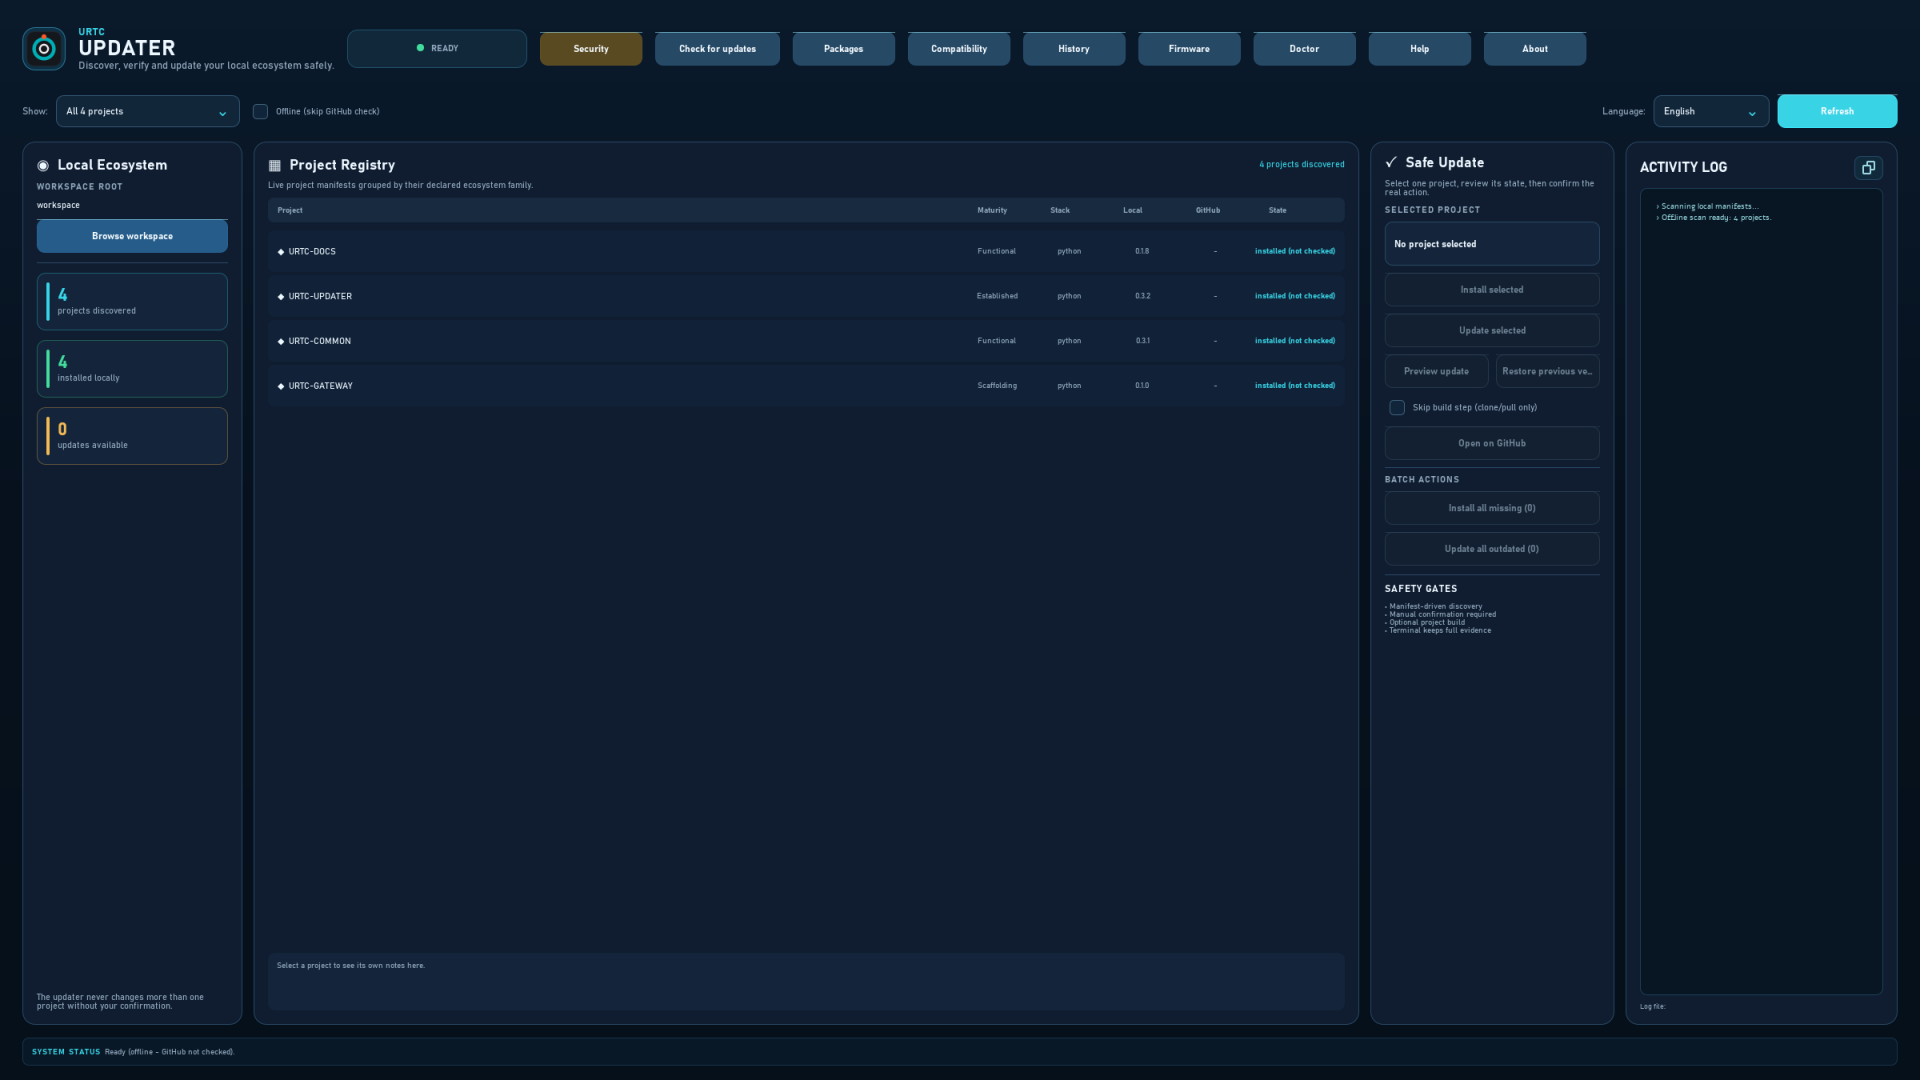 URTC
UPDATER
Discover, verify and update your local ecosystem safely.
READY
Security
Check for updates
Packages
Compatibility
History
Firmware
Doctor
Help
About
Show:
All 4 projects
Offline (skip GitHub check)
Language:
English
Refresh
Local Ecosystem
WORKSPACE ROOT
workspace
Browse workspace
4
projects discovered
4
installed locally
0
updates available
The updater never changes more than one
project without your confirmation.
Project Registry
4 projects discovered
Live project manifests grouped by their declared ecosystem family.
Project Maturity Stack Local GitHub State
URTC-DOCS Functional python 0.1.8 - installed (not checked)
URTC-UPDATER Established python 0.3.2 - installed (not checked)
URTC-COMMON Functional python 0.3.1 - installed (not checked)
URTC-GATEWAY Scaffolding python 0.1.0 - installed (not checked)
Select a project to see its own notes here.
Safe Update
Select one project, review its state, then confirm the
real action.
SELECTED PROJECT
No project selected
Install selected
Update selected
Preview update
Restore previous ve...
Skip build step (clone/pull only)
Open on GitHub
BATCH ACTIONS
Install all missing (0)
Update all outdated (0)
SAFETY GATES
- Manifest-driven discovery
- Manual confirmation required
- Optional project build
- Terminal keeps full evidence
ACTIVITY LOG
› Scanning local manifests...
› Offline scan ready: 4 projects.
Log file:
SYSTEM STATUS Ready (offline - GitHub not checked).